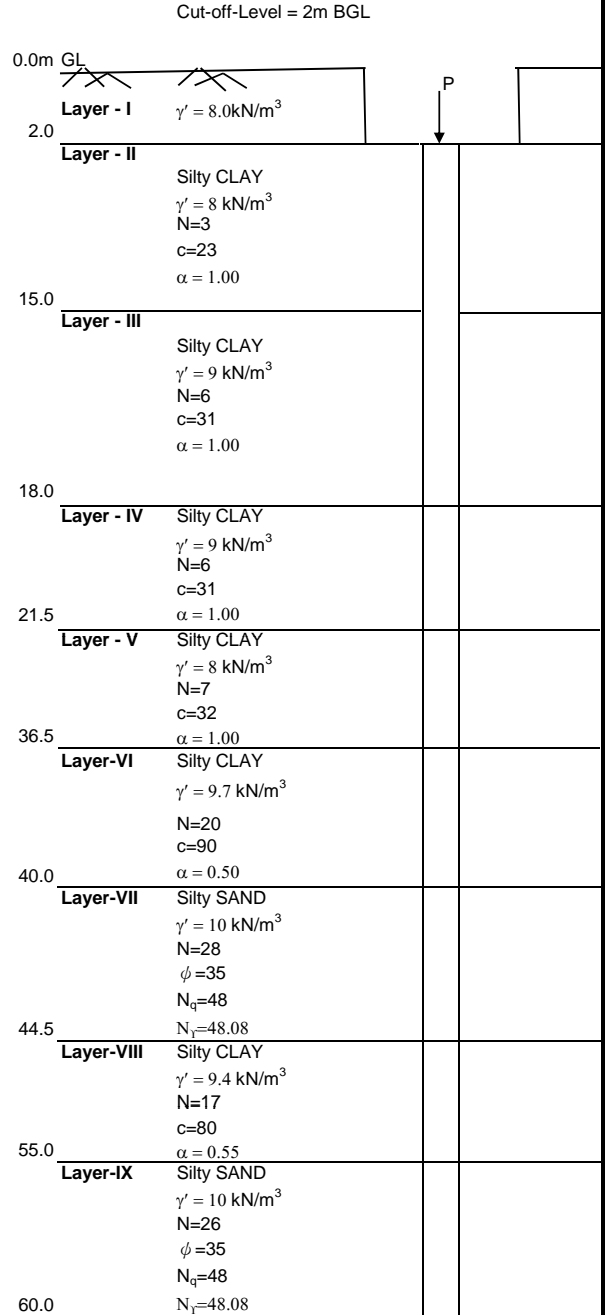 Cut-off-Level = 2m BGL
0.0m GL
P
Layer - I γ′ = 8.0kN/m³
2.0
Layer - II
Silty CLAY
γ′ = 8 kN/m³
N=3
c=23
α = 1.00
15.0
Layer - III
Silty CLAY
γ′ = 9 kN/m³
N=6
c=31
α = 1.00
18.0
Layer - IV Silty CLAY
γ′ = 9 kN/m³
N=6
c=31
21.5 α = 1.00
Layer - V Silty CLAY
γ′ = 8 kN/m³
N=7
c=32
36.5 α = 1.00
Layer-VI Silty CLAY
γ′ = 9.7 kN/m³
N=20
c=90
40.0 α = 0.50
Layer-VII Silty SAND
γ′ = 10 kN/m³
N=28
ϕ =35
Nq=48
44.5 Nγ=48.08
Layer-VIII Silty CLAY
γ′ = 9.4 kN/m³
N=17
c=80
55.0 α = 0.55
Layer-IX Silty SAND
γ′ = 10 kN/m³
N=26
ϕ =35
Nq=48
60.0 Nγ=48.08